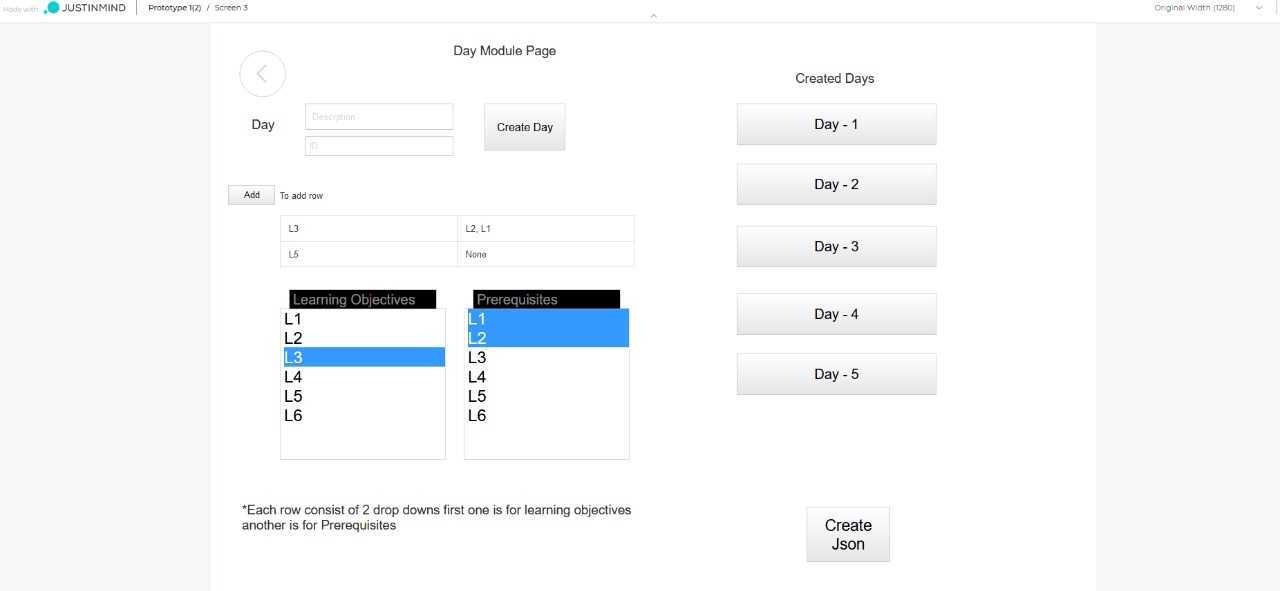 Made with JUSTINMIND Prototype 1(2) / Screen 3 Original Width (1280)
Day Module Page
Created Days
Day
Description
ID
Create Day
Day - 1
Day - 2
Day - 3
Day - 4
Day - 5
Add To add row
L3 L2, L1
L5 None
Learning Objectives
L1
L2
L3
L4
L5
L6
Prerequisites
L1
L2
L3
L4
L5
L6
*Each row consist of 2 drop downs first one is for learning objectives
another is for Prerequisites
Create
Json